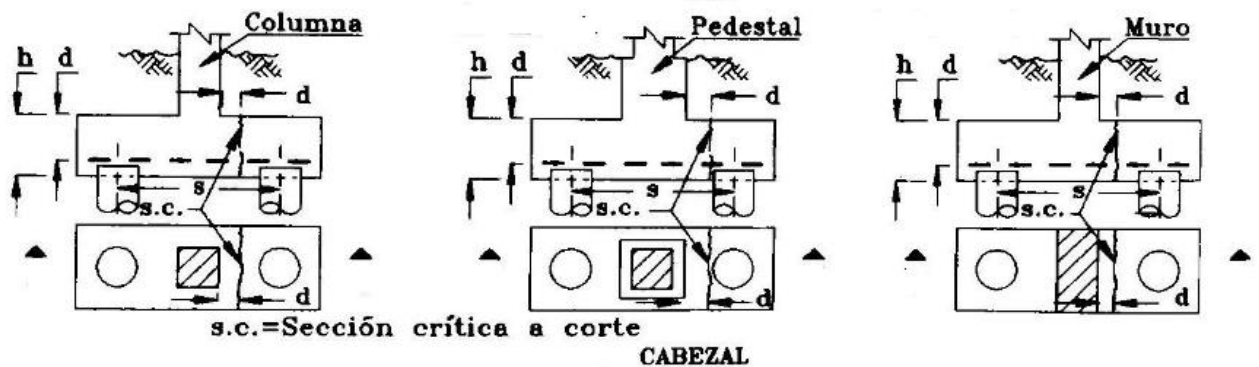 Columna
Pedestal
Muro
h d
h d
h d
d
d
d
s
s
s
s.c.
s.c.
s.c.
d
d
d
s.c.=Sección crítica a corte
CABEZAL